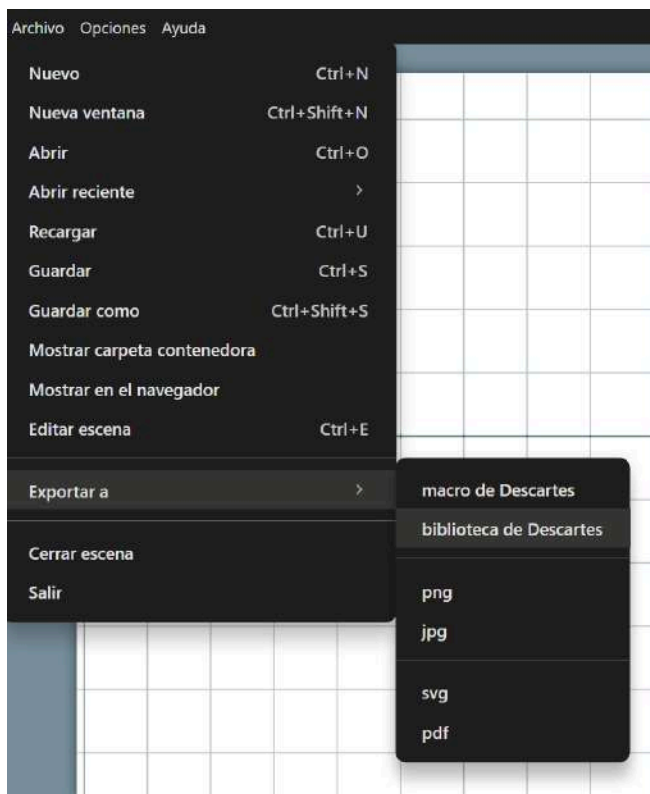 Archivo Opciones Ayuda
Nuevo Ctrl+N
Nueva ventana Ctrl+Shift+N
Abrir Ctrl+O
Abrir reciente >
Recargar Ctrl+U
Guardar Ctrl+S
Guardar como Ctrl+Shift+S
Mostrar carpeta contenedora
Mostrar en el navegador
Editar escena Ctrl+E
Exportar a >
Cerrar escena
Salir
macro de Descartes
biblioteca de Descartes
png
jpg
svg
pdf